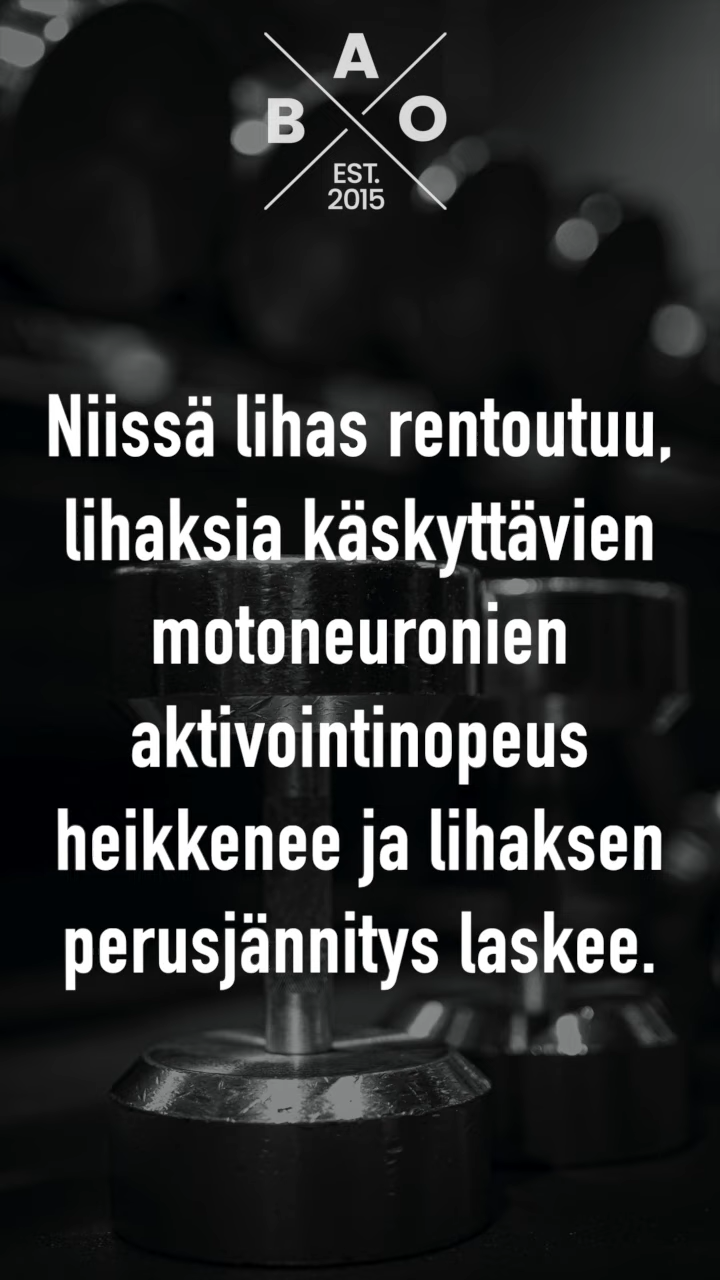 A
B O
EST.
2015
Niissä lihas rentoutuu,
lihaksia käskyttävien
motoneuronien
aktivointinopeus
heikkenee ja lihaksen
perusjännitys laskee.